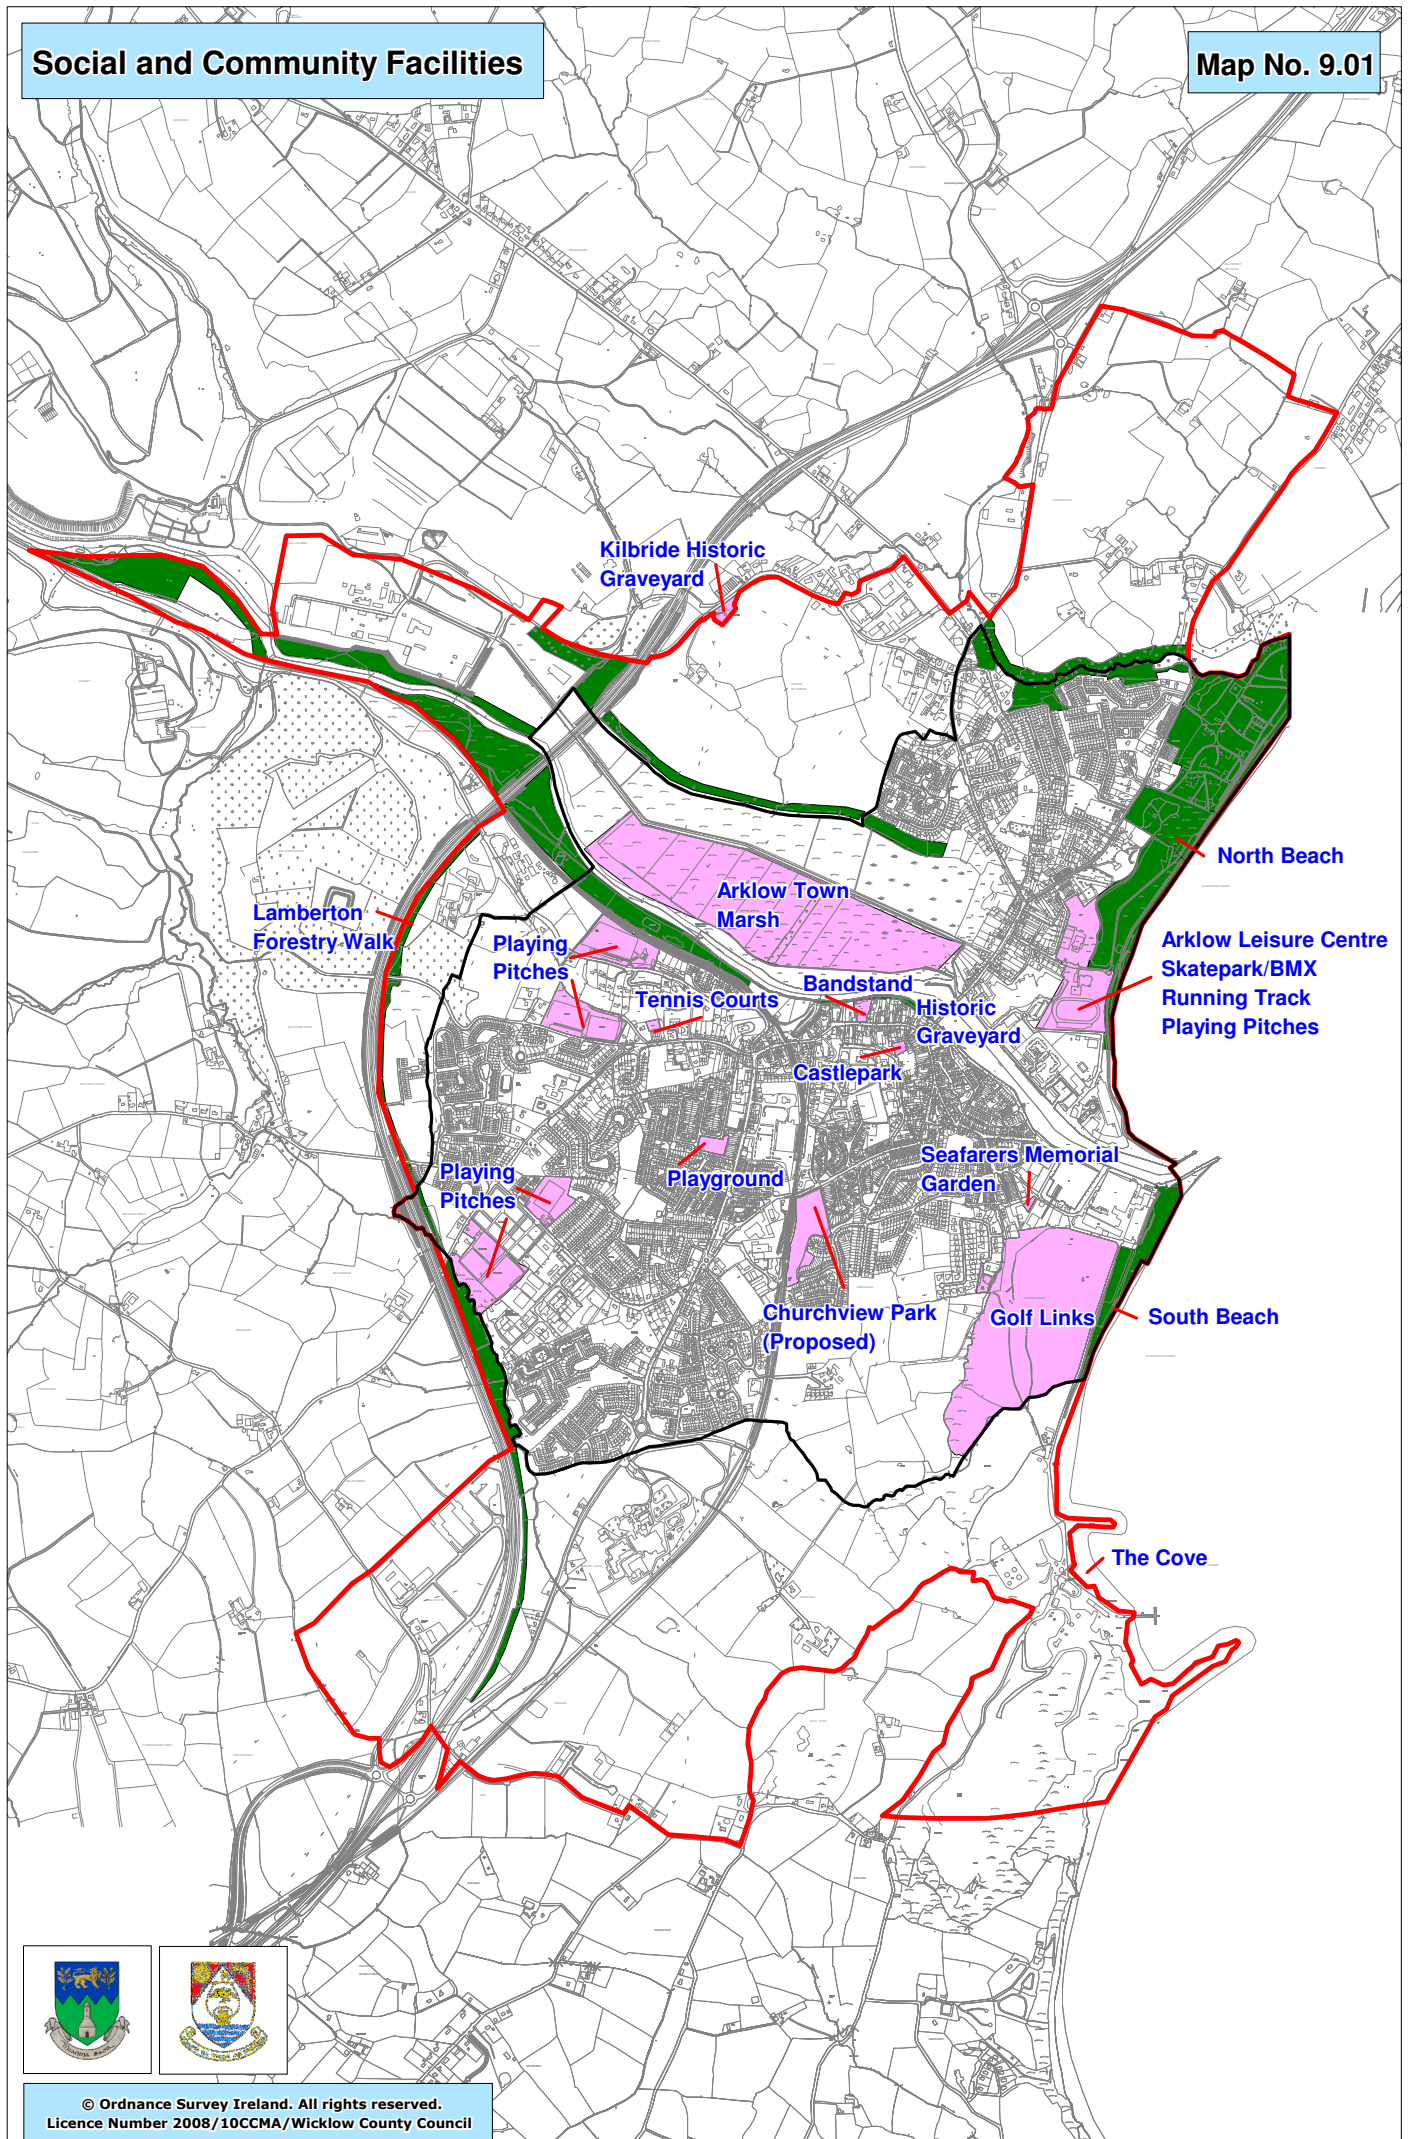 Social and Community Facilities
Map No. 9.01
Kilbride Historic
Graveyard
North Beach
Arklow Town
Marsh
Lamberton
Forestry Walk
Playing
Pitches
Arklow Leisure Centre
Skatepark/BMX
Running Track
Playing Pitches
Bandstand
Tennis Courts
Historic
Graveyard
Castlepark
Seafarers Memorial
Garden
Playing
Pitches
Playground
Churchview Park
(Proposed)
Golf Links
South Beach
The Cove
© Ordnance Survey Ireland. All rights reserved.
Licence Number 2008/10CCMA/Wicklow County Council